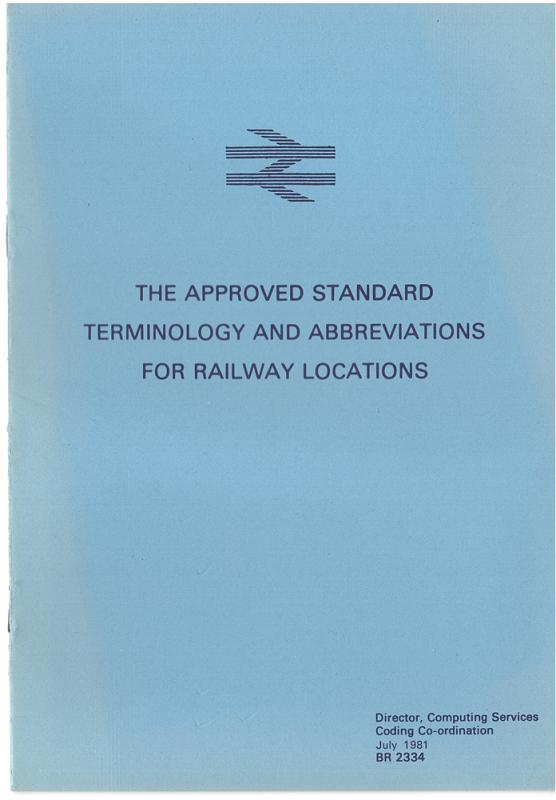 THE APPROVED STANDARD
TERMINOLOGY AND ABBREVIATIONS
FOR RAILWAY LOCATIONS
Director, Computing Services
Coding Co-ordination
July 1981
BR 2334